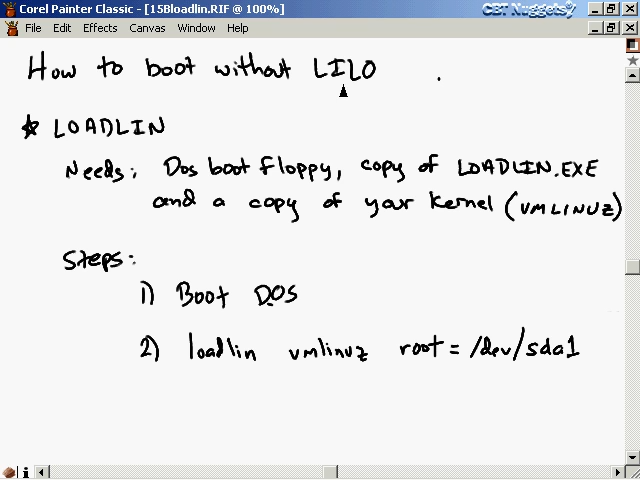 Corel Painter Classic - [15Bloadlin.RIF @ 100%]
CBT Nuggets
File Edit Effects Canvas Window Help
How to boot without LILO
LOADLIN
Needs: Dos boot floppy, copy of LOADLIN.EXE
and a copy of your kernel (VMLINUZ)
Steps:
1) Boot DOS
2) loadlin vmlinuz root = /dev/sda1